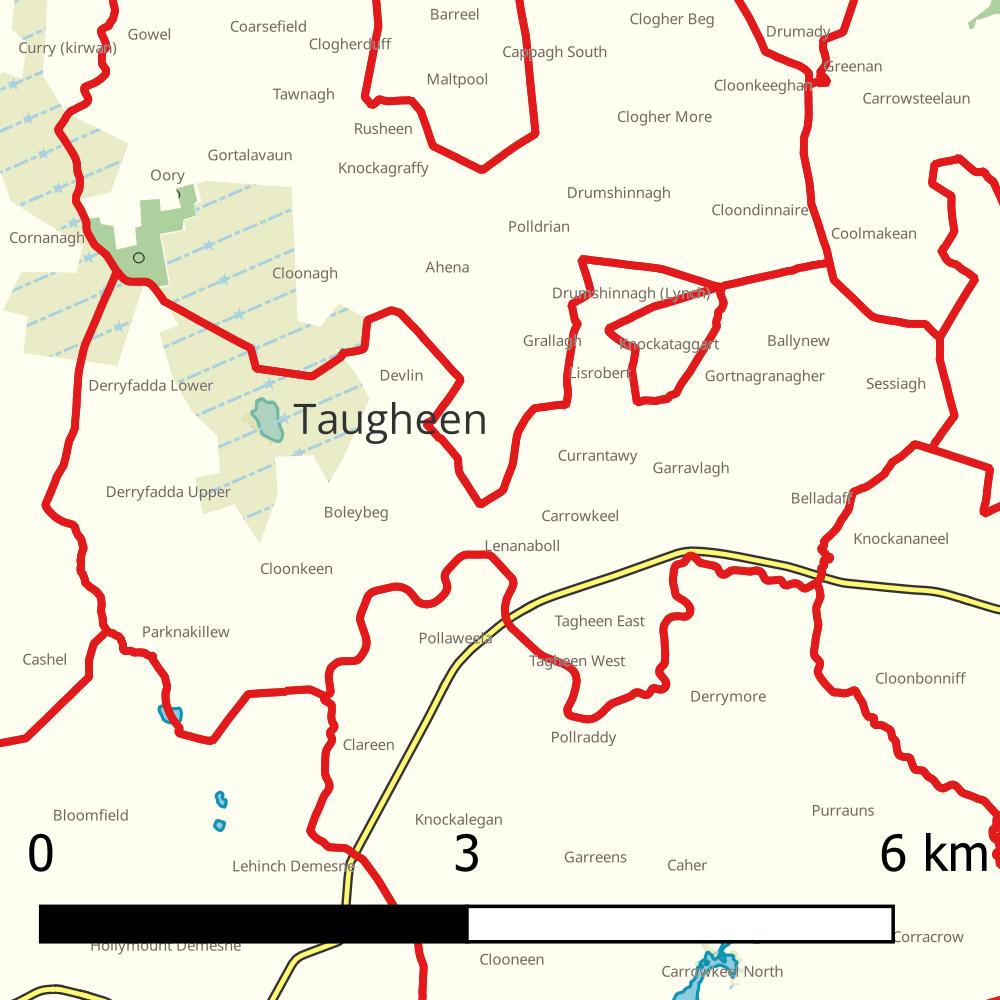 Barreel
Clogher Beg
Coarsefield
Gowel
Drumady
Clogherduff
Curry (kirwan)
Cappagh South
Greenan
Maltpool
Cloonkeeghan
Tawnagh
Carrowsteelaun
Clogher More
Rusheen
Gortalavaun
Knockagraffy
Oory
Drumshinnagh
Cloondinnaire
Polldrian
Coolmakean
Cornanagh
Ahena
Cloonagh
Drumshinnagh (Lynch)
Grallagh
Knockataggart
Ballynew
Lisrobert
Devlin
Gortnagranagher
Derryfadda Lower
Sessiagh
Taugheen
Currantawy
Garravlagh
Derryfadda Upper
Belladaff
Boleybeg
Carrowkeel
Knockananeel
Lenanaboll
Cloonkeen
Tagheen East
Parknakillew
Pollaweela
Cashel
Tagheen West
Cloonbonniff
Derrymore
Pollraddy
Clareen
Purrauns
Bloomfield
Knockalegan
0
3
6 km
Garreens
Caher
Lehinch Demesne
Corracrow
Hollymount Demesne
Clooneen
Carrowkeel North